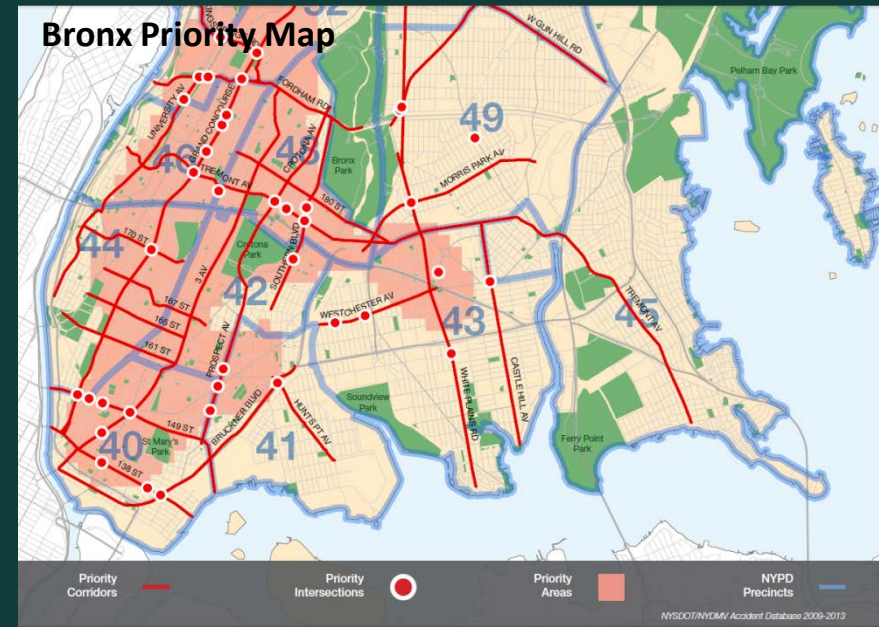 Bronx Priority Map
W GUN HILL RD
Pelham Bay Park
FORDHAM RD
UNIVERSITY AV
GRAND CONCOURSE
49
CROTONA AV
Bronx
Park
MORRIS PARK AV
TREMONT AV
180 ST
44
170 ST
Crotona
Park
SOUTHERN BLVD
3 AV
42
167 ST
165 ST
161 ST
WESTCHESTER AV
43
45
TREMONT AV
PROSPECT AV
WHITE PLAINS RD
CASTLE HILL AV
BRUCKNER BLVD
HUNTS PT AV
Soundview
Park
149 ST
St Mary's
Park
40
41
138 ST
Ferry Point
Park
Priority
Corridors
Priority
Intersections
Priority
Areas
NYPD
Precincts
NYSDOT/NYDMV Accident Database 2009-2013